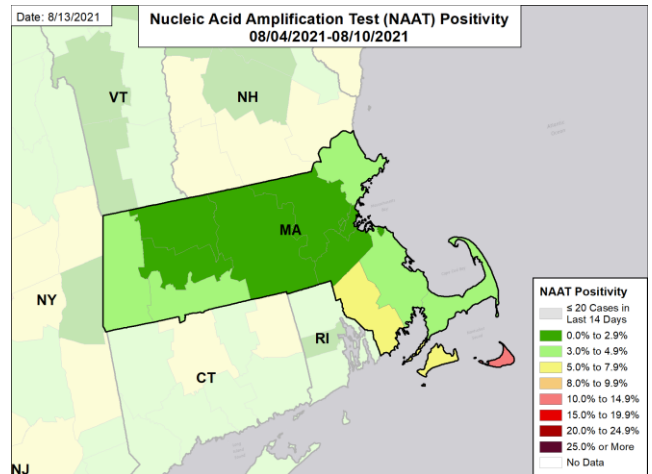 Date: 8/13/2021
Nucleic Acid Amplification Test (NAAT) Positivity
08/04/2021-08/10/2021
VT
NH
MA
NY
CT
RI
NJ
NAAT Positivity
≤ 20 Cases in
Last 14 Days
0.0% to 2.9%
3.0% to 4.9%
5.0% to 7.9%
8.0% to 9.9%
10.0% to 14.9%
15.0% to 19.9%
20.0% to 24.9%
25.0% or More
No Data